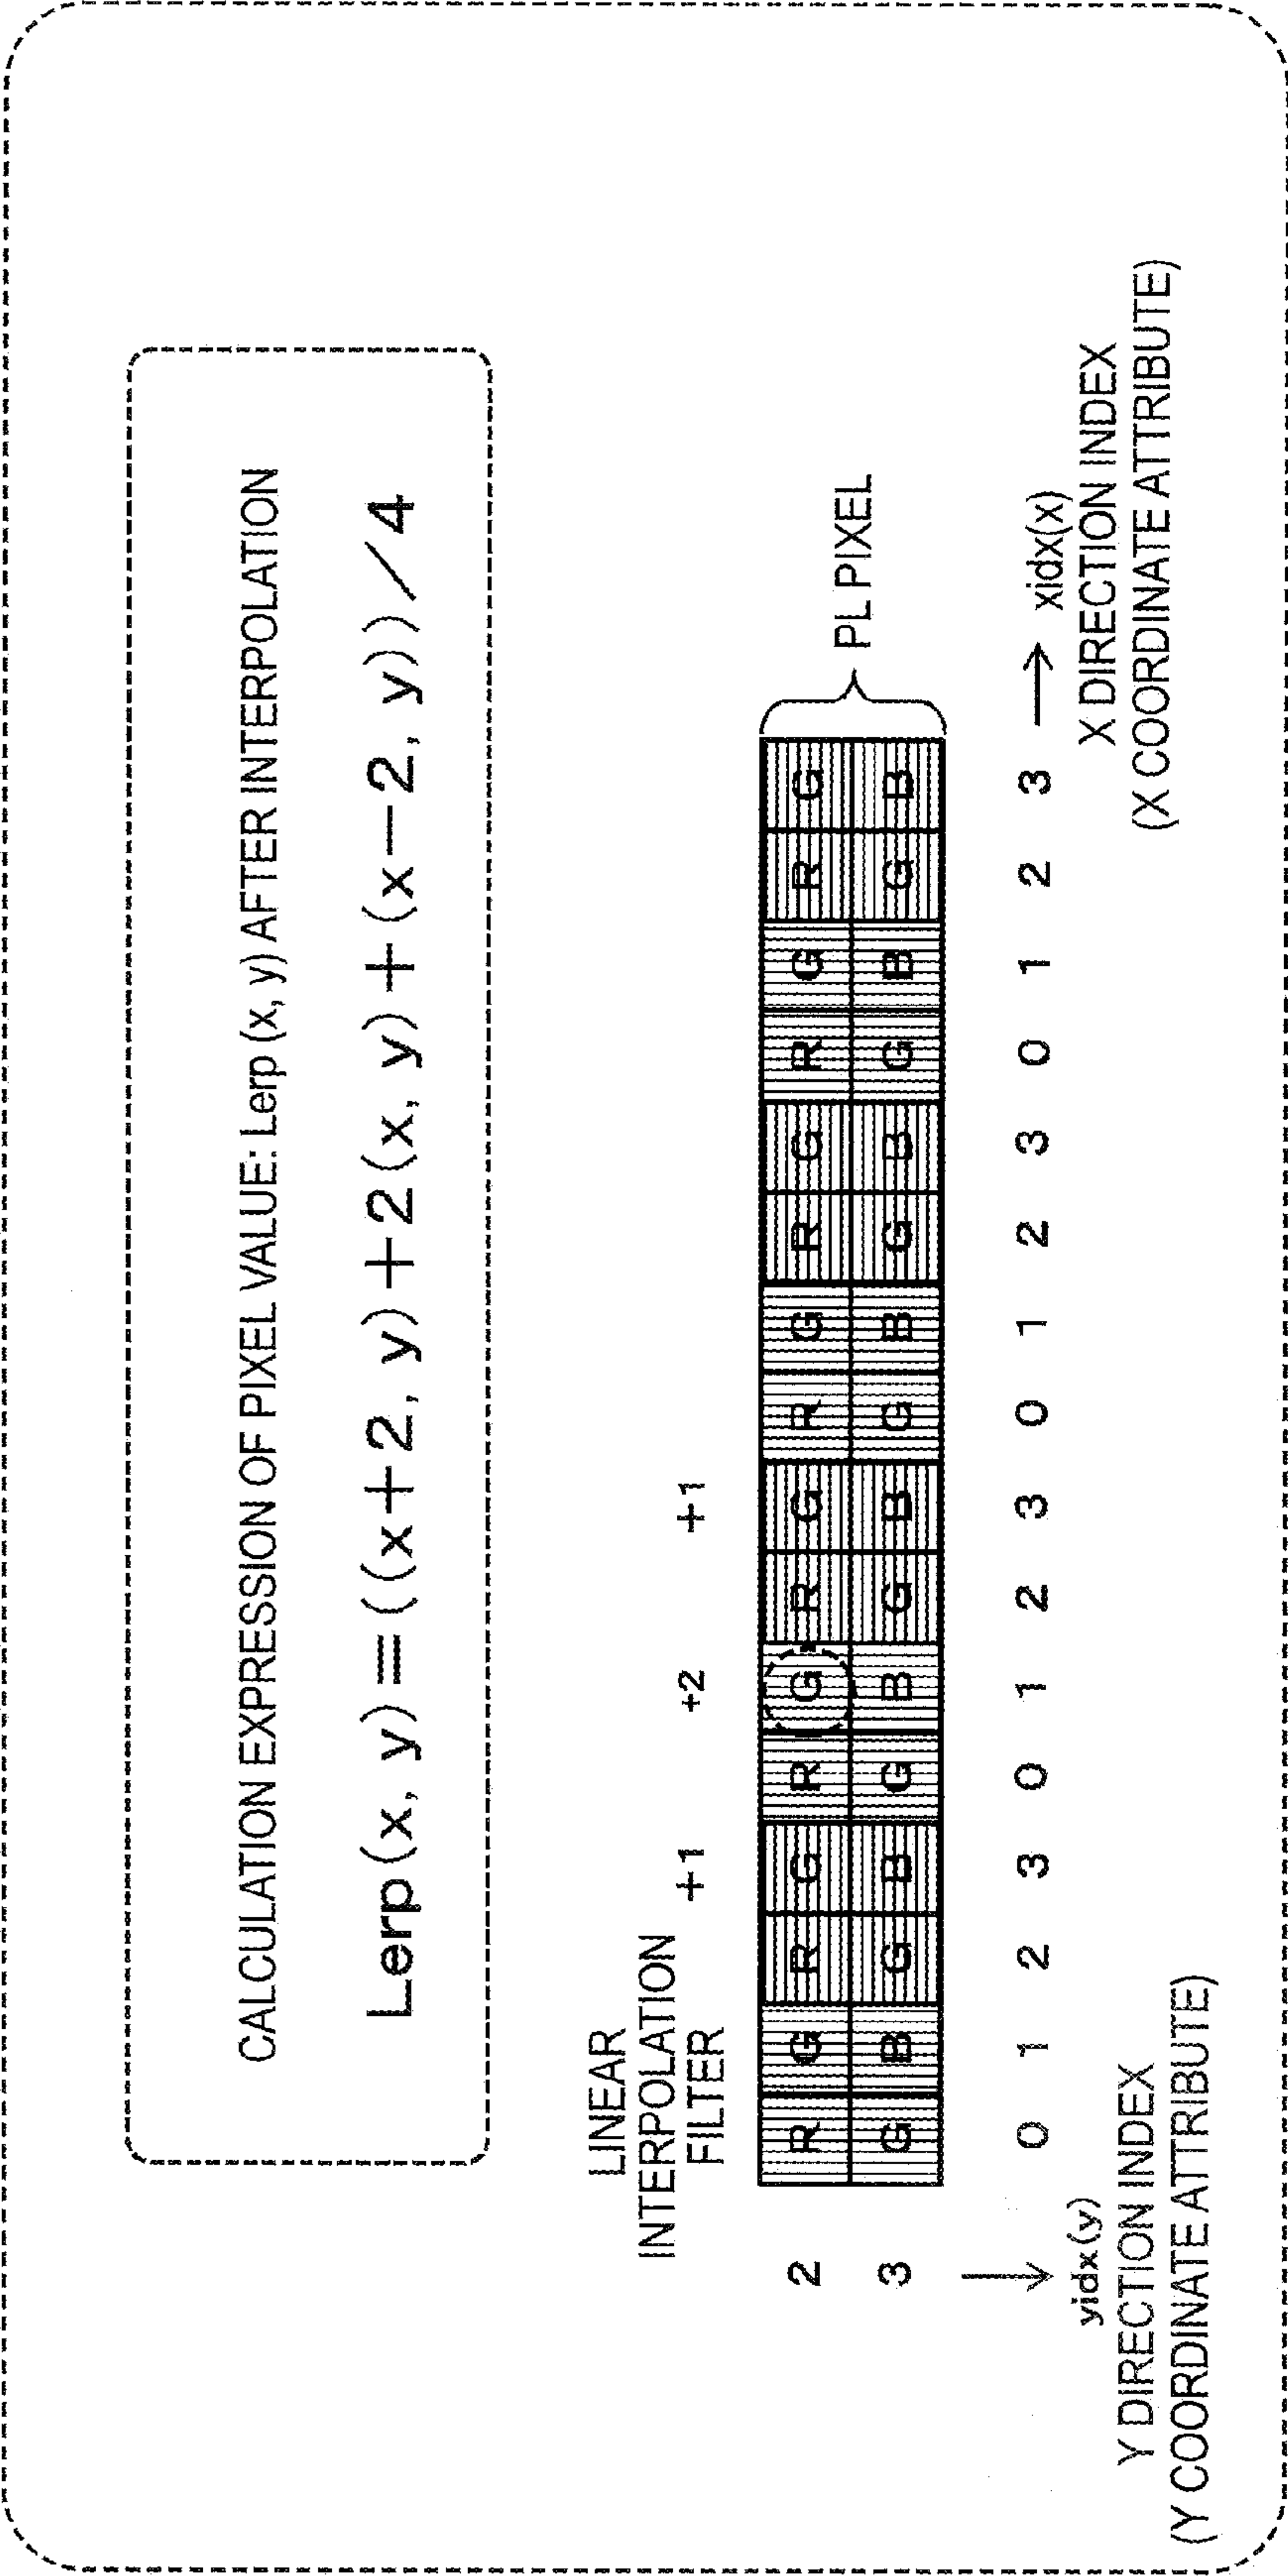 CALCULATION EXPRESSION OF PIXEL VALUE: Lerp (x, y) AFTER INTERPOLATION
Lerp(x, y)=((x+2, y)+2(x, y)+(x−2, y))/4
LINEAR
INTERPOLATION
FILTER
+1 +2 +1
2 R G R G R G R G R G R G R G R G
3 G B G B G B G B G B G B G B G B
PL PIXEL
0 1 2 3 0 1 2 3 0 1 2 3 0 1 2 3
→ xidx(x)
X DIRECTION INDEX
(X COORDINATE ATTRIBUTE)
yidx(y)
Y DIRECTION INDEX
(Y COORDINATE ATTRIBUTE)